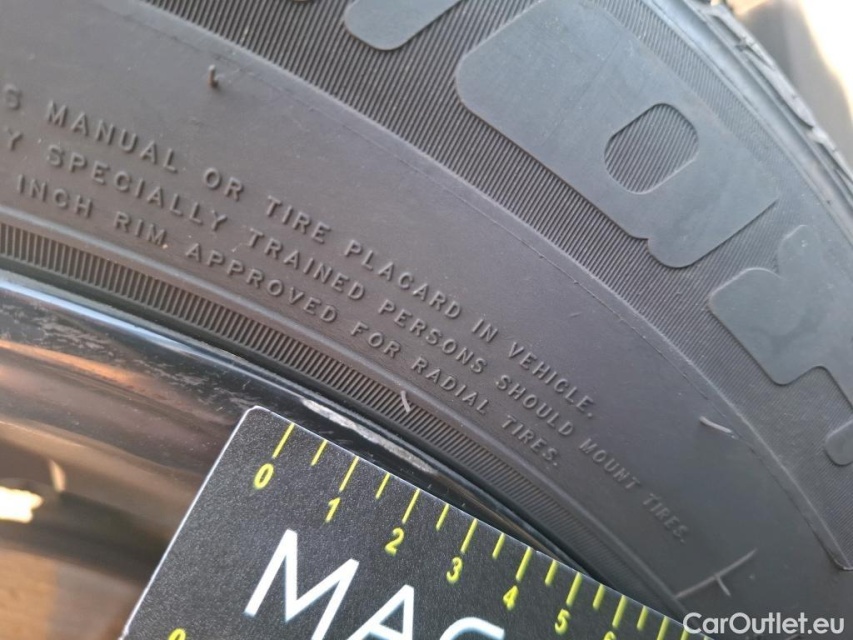 S MANUAL OR TIRE PLACARD IN VEHICLE.
Y SPECIALLY TRAINED PERSONS SHOULD MOUNT TIRES.
INCH RIM APPROVED FOR RADIAL TIRES.
0 1 2 3 4 5 6
MAG
CarOutlet.eu